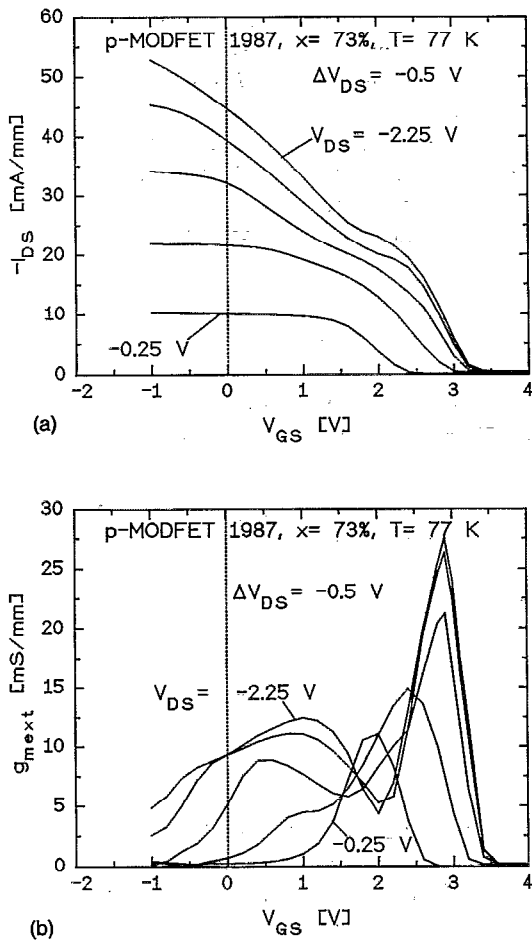 60
p-MODFET 1987, x= 73%, T= 77 K
50
ΔV_DS= -0.5 V
V_DS= -2.25 V
40
-I_DS [mA/mm]
30
20
10
-0.25 V
0
-2 -1 0 1 2 3 4
(a)
V_GS [V]
30
p-MODFET 1987, x= 73%, T= 77 K
25
ΔV_DS= -0.5 V
20
g_mext [mS/mm]
V_DS= -2.25 V
15
10
5
-0.25 V
0
-2 -1 0 1 2 3 4
(b)
V_GS [V]